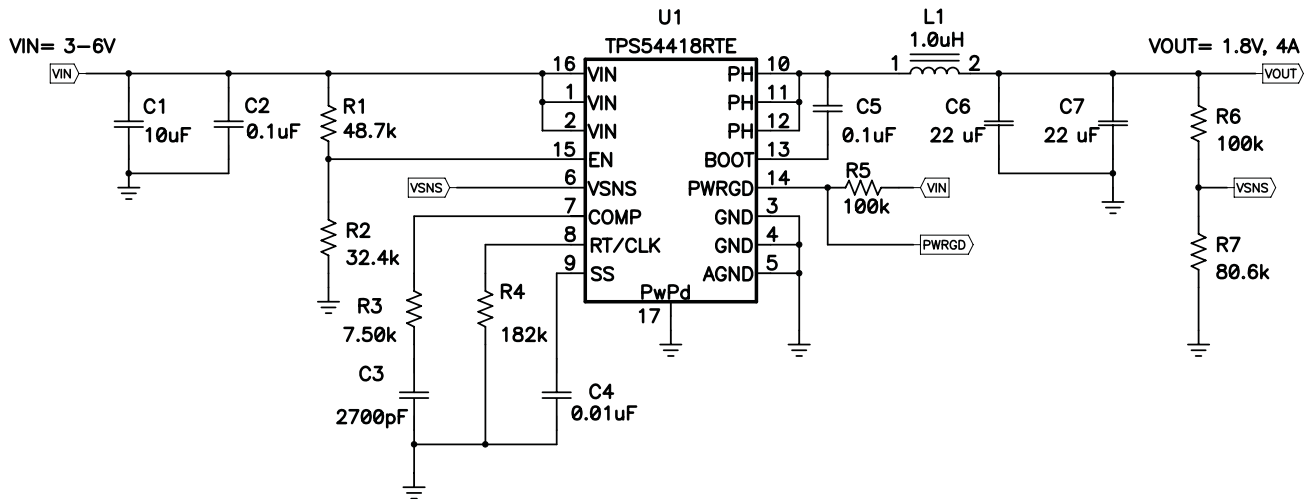 U1
L1
VIN= 3-6V
TPS54418RTE
1.0uH
VOUT= 1.8V, 4A
VIN
16 VIN
PH 10
1 2
VOUT
C1
10uF
C2
0.1uF
R1
48.7k
1 VIN
PH 11
2 VIN
PH 12
C5
0.1uF
C6
22 uF
C7
22 uF
R6
100k
15 EN
BOOT 13
VSNS
6 VSNS
PWRGD 14
R5
100k
VIN
VSNS
7 COMP
GND 3
R2
32.4k
8 RT/CLK
GND 4
PWRGD
R7
80.6k
9 SS
AGND 5
PwPd
17
R3
7.50k
R4
182k
C3
2700pF
C4
0.01uF